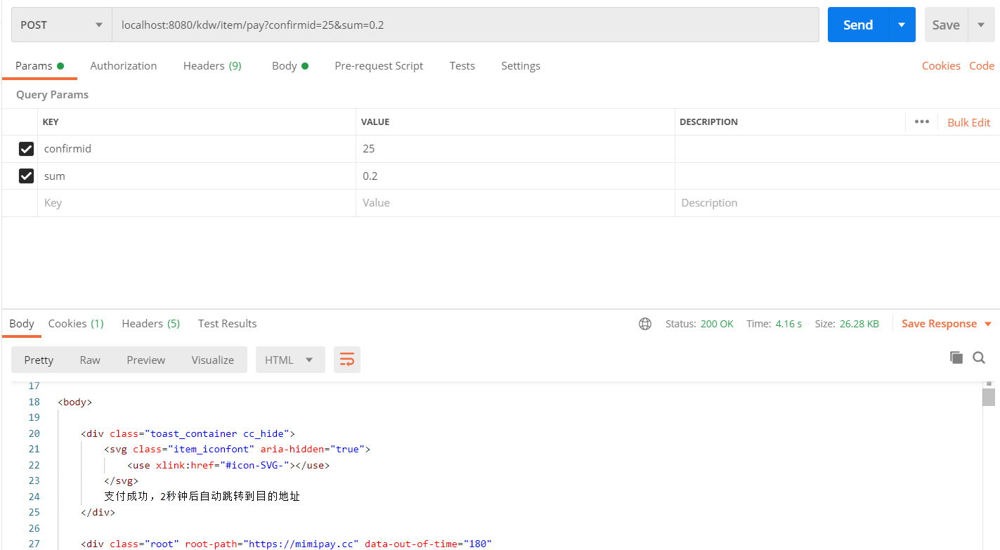 POST localhost:8080/kdw/item/pay?confirmid=25&sum=0.2 Send Save
Params Authorization Headers (9) Body Pre-request Script Tests Settings Cookies Code
Query Params
KEY VALUE DESCRIPTION ••• Bulk Edit
confirmid 25
sum 0.2
Key Value Description
Body Cookies (1) Headers (5) Test Results Status: 200 OK Time: 4.16 s Size: 26.28 KB Save Response
Pretty Raw Preview Visualize HTML
17
18 <body>
19
20 <div class="toast_container cc_hide">
21 <svg class="item_iconfont" aria-hidden="true">
22 <use xlink:href="#icon-SVG-"></use>
23 </svg>
24 支付成功，2秒钟后自动跳转到目的地址
25 </div>
26
27 <div class="root" root-path="https://mimipay.cc" data-out-of-time="180"